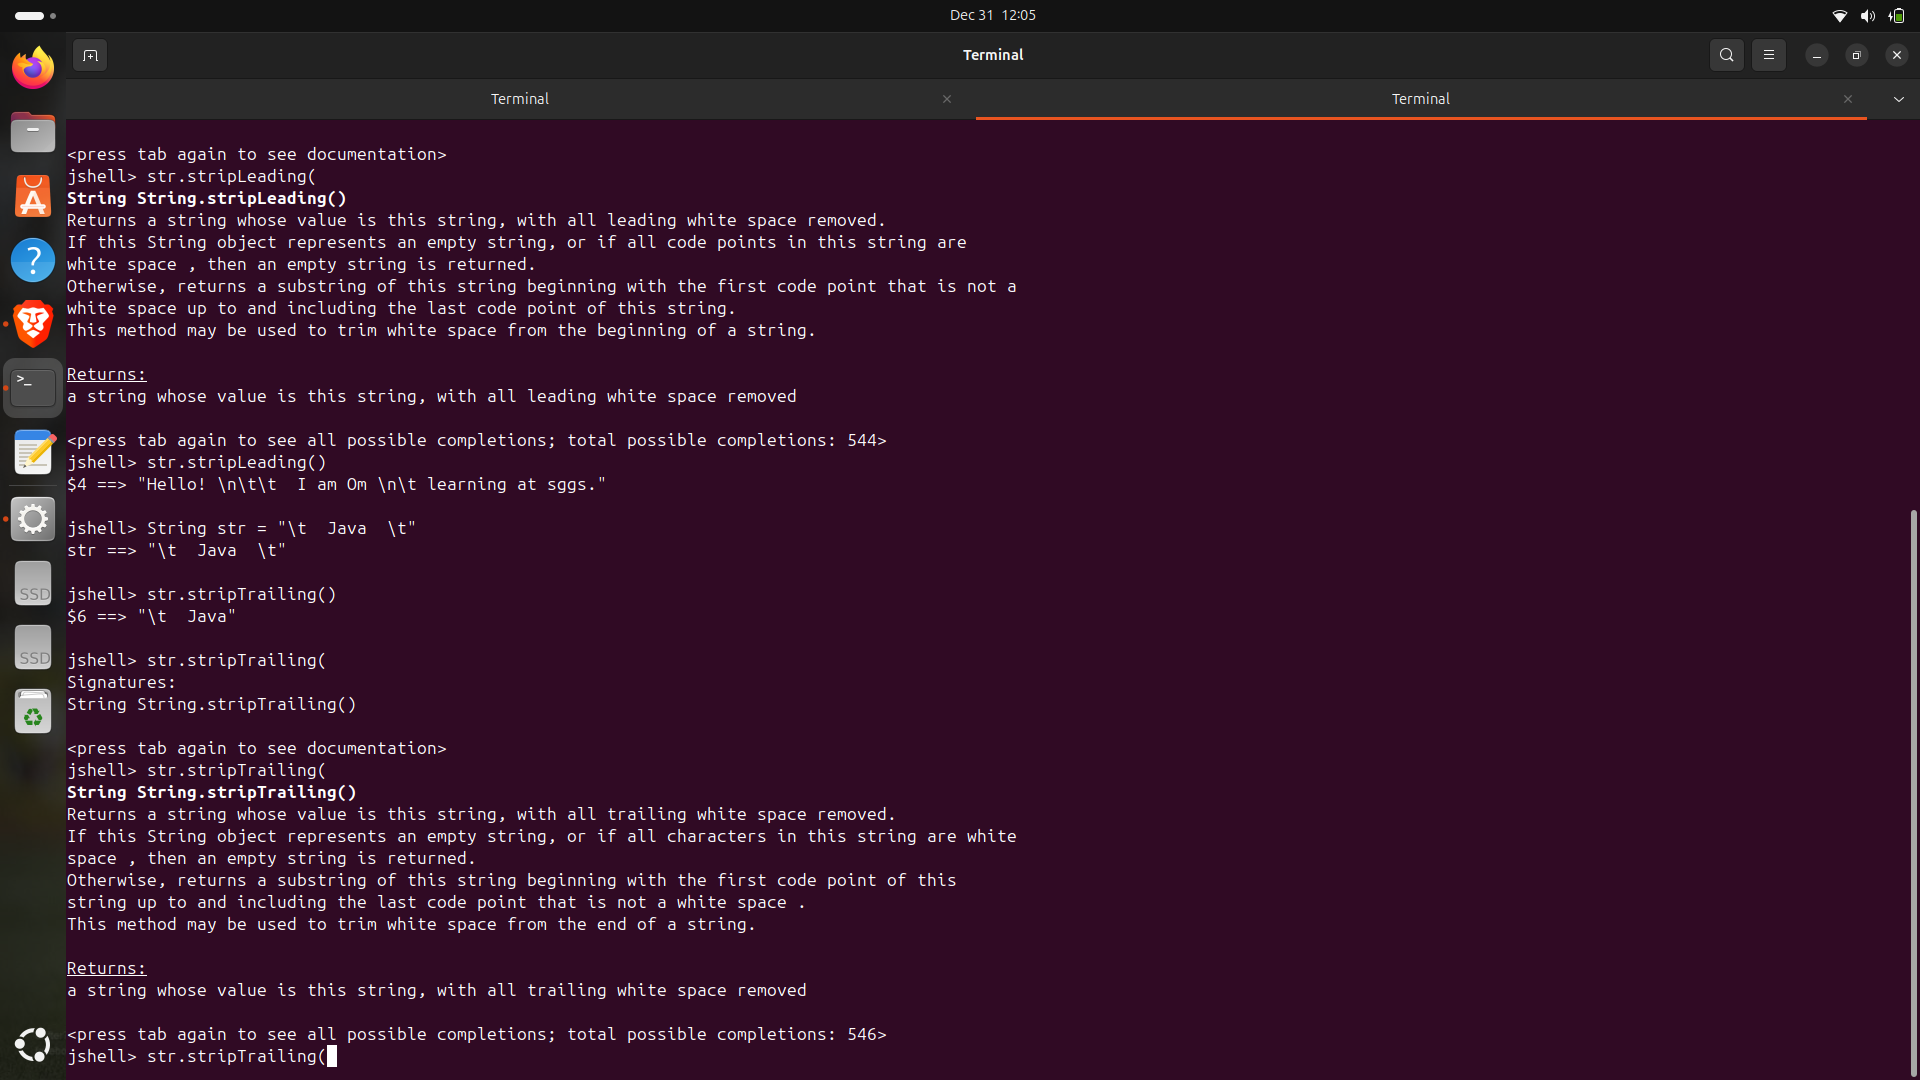 Dec 31 12:05
Terminal
Terminal
Terminal
<press tab again to see documentation>
jshell> str.stripLeading(
String String.stripLeading()
Returns a string whose value is this string, with all leading white space removed.
If this String object represents an empty string, or if all code points in this string are
white space , then an empty string is returned.
Otherwise, returns a substring of this string beginning with the first code point that is not a
white space up to and including the last code point of this string.
This method may be used to trim white space from the beginning of a string.
Returns:
a string whose value is this string, with all leading white space removed
<press tab again to see all possible completions; total possible completions: 544>
jshell> str.stripLeading()
$4 ==> "Hello! \n\t\t  I am Om \n\t learning at sggs."
jshell> String str = "\t  Java  \t"
str ==> "\t  Java  \t"
jshell> str.stripTrailing()
$6 ==> "\t  Java"
jshell> str.stripTrailing(
Signatures:
String String.stripTrailing()
<press tab again to see documentation>
jshell> str.stripTrailing(
String String.stripTrailing()
Returns a string whose value is this string, with all trailing white space removed.
If this String object represents an empty string, or if all characters in this string are white
space , then an empty string is returned.
Otherwise, returns a substring of this string beginning with the first code point of this
string up to and including the last code point that is not a white space .
This method may be used to trim white space from the end of a string.
Returns:
a string whose value is this string, with all trailing white space removed
<press tab again to see all possible completions; total possible completions: 546>
jshell> str.stripTrailing(
SSD
SSD